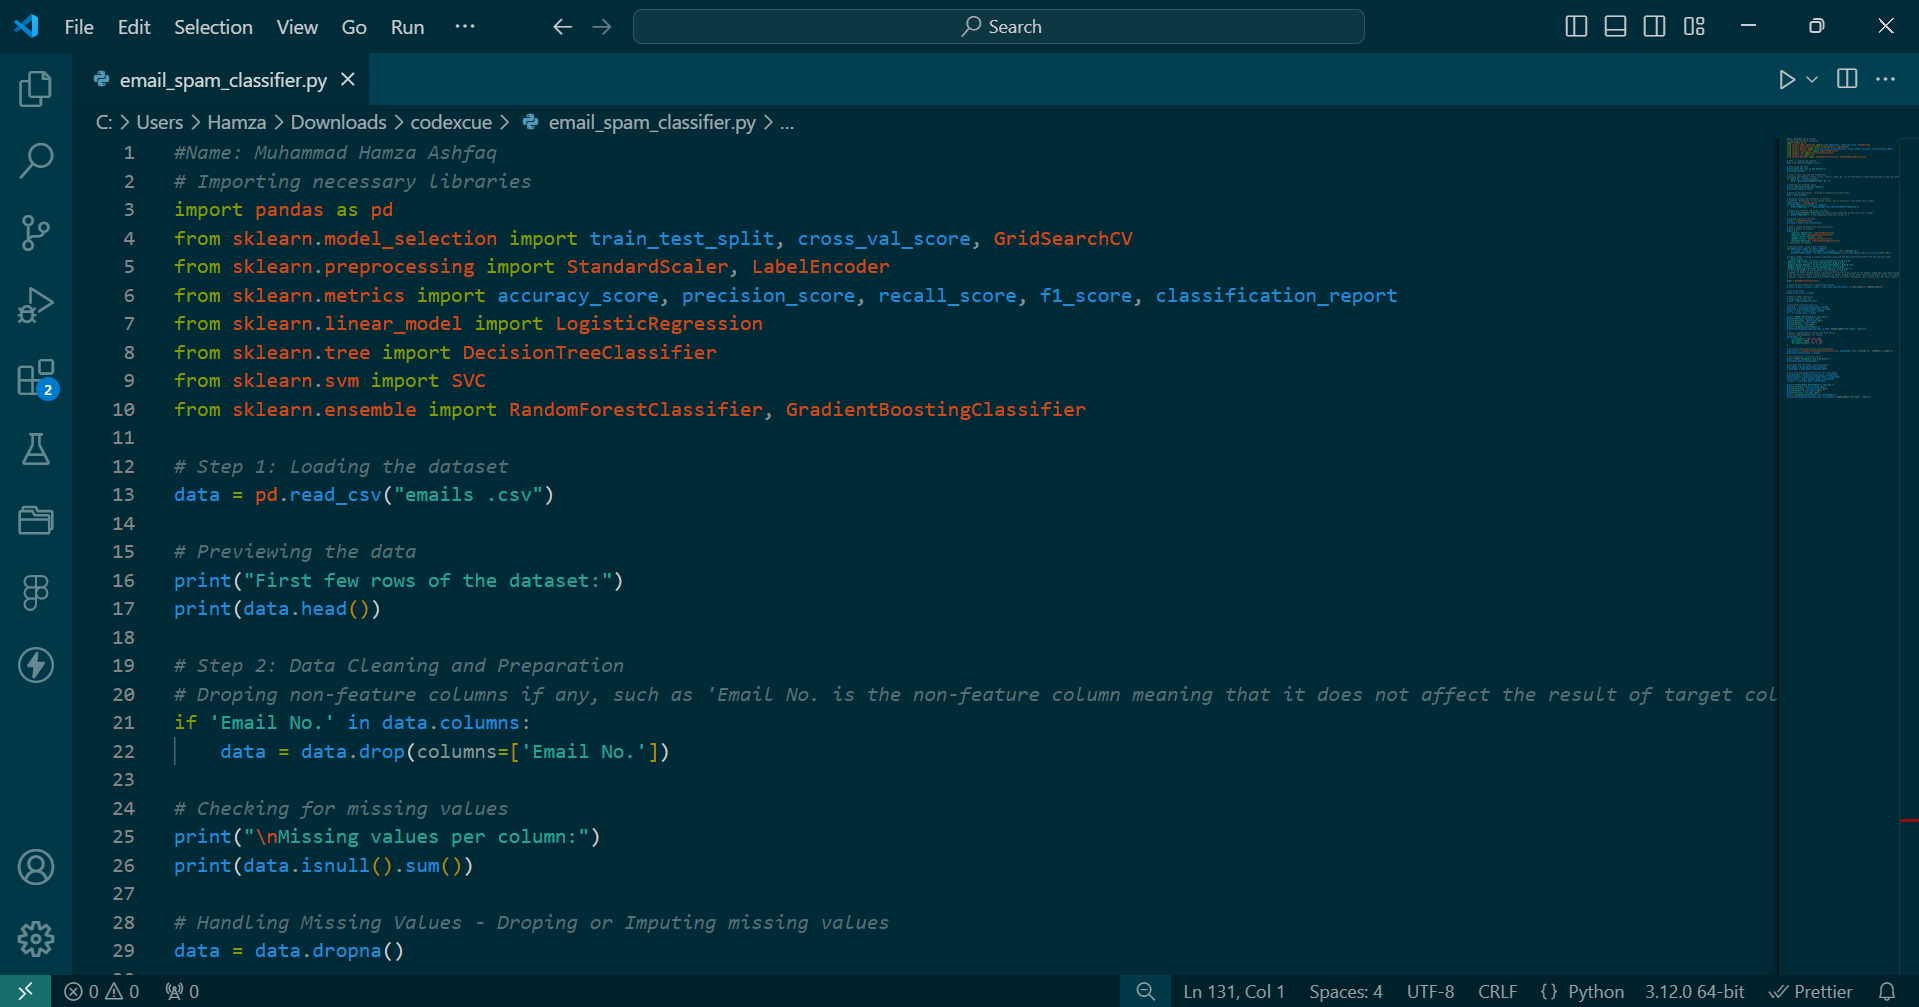 File Edit Selection View Go Run ··· Search
email_spam_classifier.py
C: > Users > Hamza > Downloads > codexcue > email_spam_classifier.py > ...
1 #Name: Muhammad Hamza Ashfaq
2 # Importing necessary libraries
3 import pandas as pd
4 from sklearn.model_selection import train_test_split, cross_val_score, GridSearchCV
5 from sklearn.preprocessing import StandardScaler, LabelEncoder
6 from sklearn.metrics import accuracy_score, precision_score, recall_score, f1_score, classification_report
7 from sklearn.linear_model import LogisticRegression
8 from sklearn.tree import DecisionTreeClassifier
9 from sklearn.svm import SVC
10 from sklearn.ensemble import RandomForestClassifier, GradientBoostingClassifier
11
12 # Step 1: Loading the dataset
13 data = pd.read_csv("emails .csv")
14
15 # Previewing the data
16 print("First few rows of the dataset:")
17 print(data.head())
18
19 # Step 2: Data Cleaning and Preparation
20 # Droping non-feature columns if any, such as 'Email No. is the non-feature column meaning that it does not affect the result of target col
21 if 'Email No.' in data.columns:
22 data = data.drop(columns=['Email No.'])
23
24 # Checking for missing values
25 print("\nMissing values per column:")
26 print(data.isnull().sum())
27
28 # Handling Missing Values - Droping or Imputing missing values
29 data = data.dropna()
2
0 0 0 Ln 131, Col 1 Spaces: 4 UTF-8 CRLF {} Python 3.12.0 64-bit Prettier